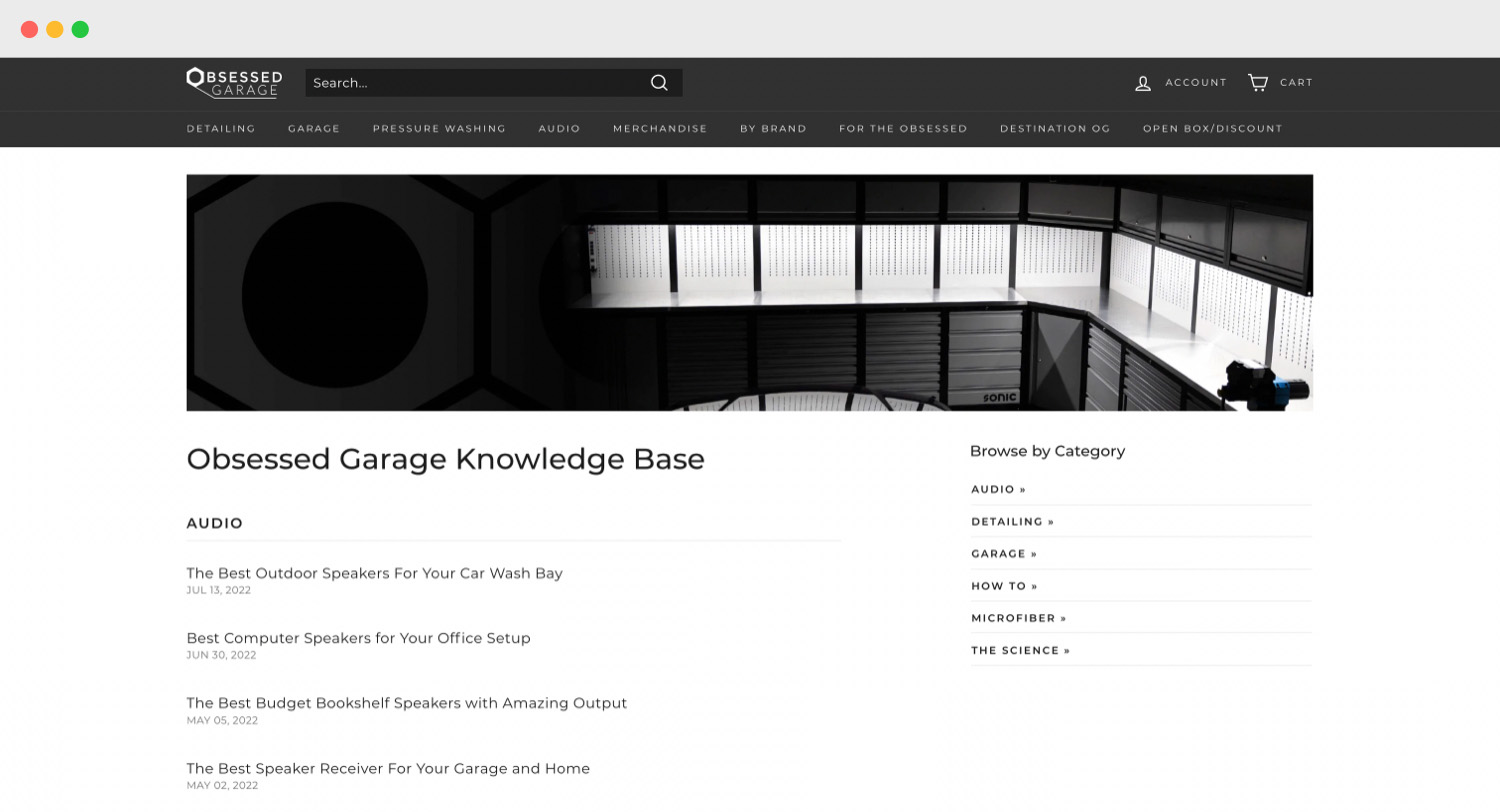 OBSESSED
GARAGE
Search...
ACCOUNT
CART
DETAILING
GARAGE
PRESSURE WASHING
AUDIO
MERCHANDISE
BY BRAND
FOR THE OBSESSED
DESTINATION OG
OPEN BOX/DISCOUNT
sonic
Obsessed Garage Knowledge Base
AUDIO
The Best Outdoor Speakers For Your Car Wash Bay
JUL 13, 2022
Best Computer Speakers for Your Office Setup
JUN 30, 2022
The Best Budget Bookshelf Speakers with Amazing Output
MAY 05, 2022
The Best Speaker Receiver For Your Garage and Home
MAY 02, 2022
Browse by Category
AUDIO »
DETAILING »
GARAGE »
HOW TO »
MICROFIBER »
THE SCIENCE »